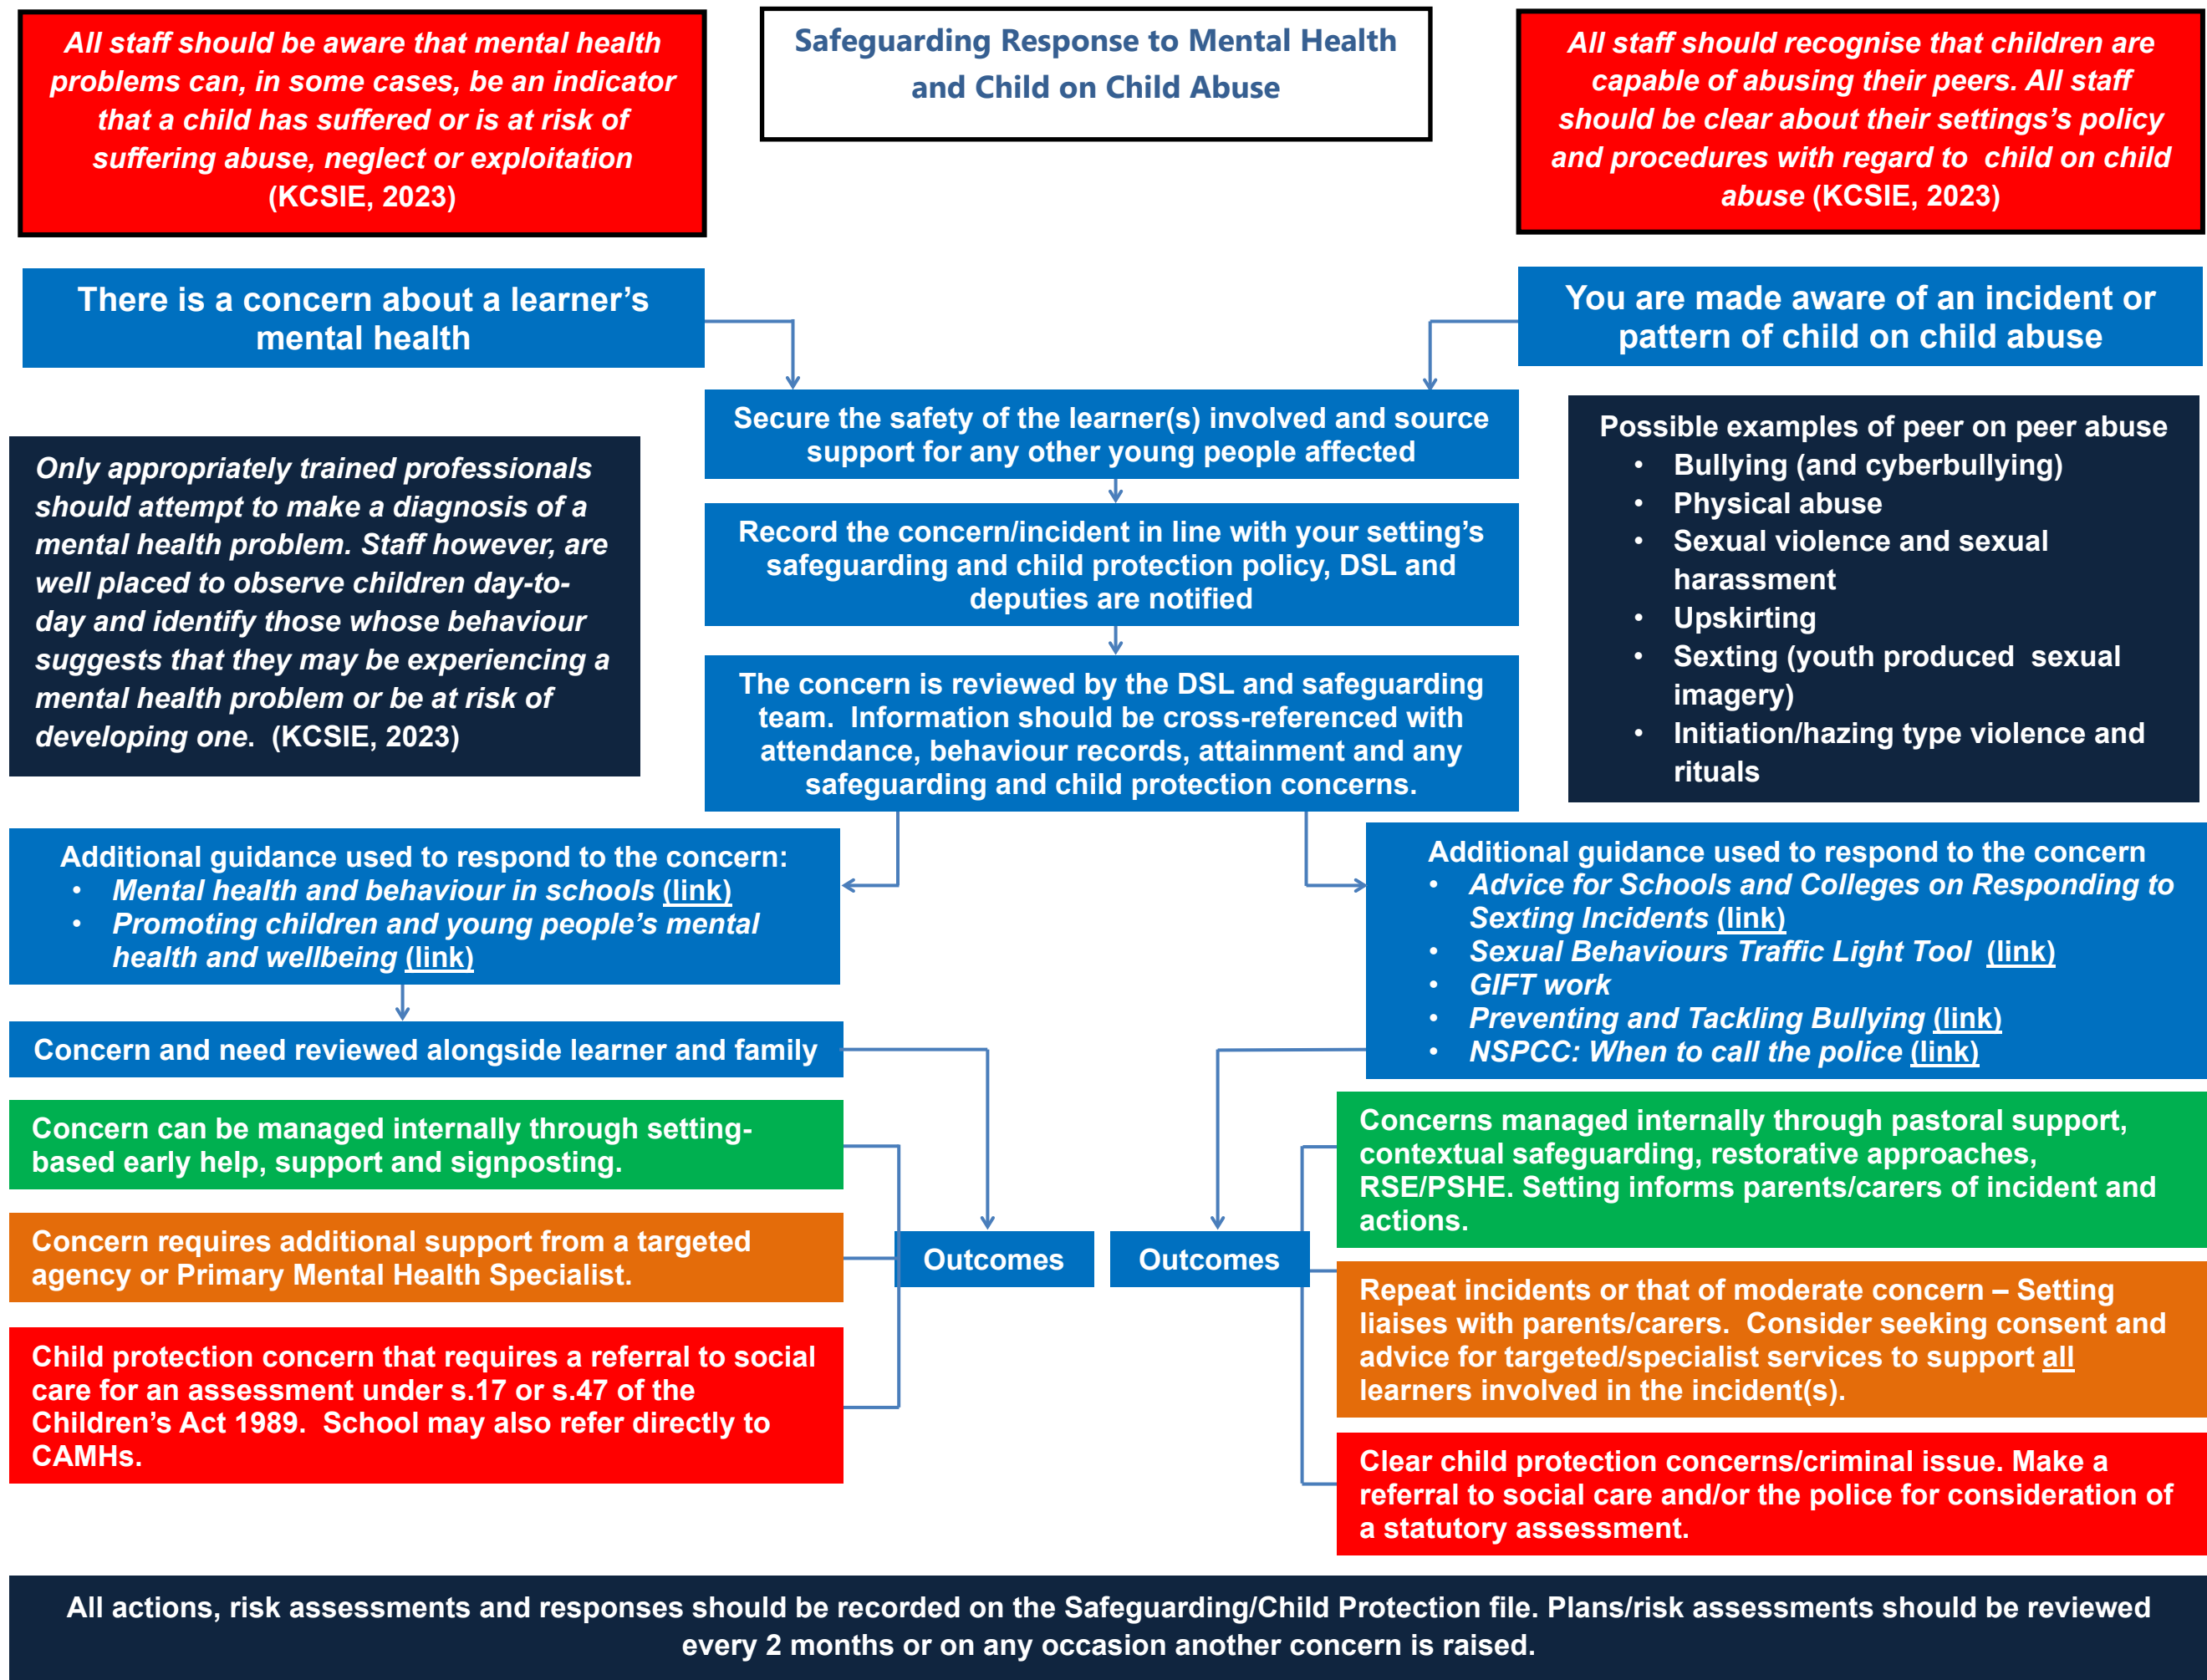 All staff should be aware that mental health
problems can, in some cases, be an indicator
that a child has suffered or is at risk of
suffering abuse, neglect or exploitation
(KCSIE, 2023)
Safeguarding Response to Mental Health
and Child on Child Abuse
All staff should recognise that children are
capable of abusing their peers. All staff
should be clear about their settings's policy
and procedures with regard to child on child
abuse (KCSIE, 2023)
There is a concern about a learner’s
mental health
You are made aware of an incident or
pattern of child on child abuse
Secure the safety of the learner(s) involved and source
support for any other young people affected
Only appropriately trained professionals
should attempt to make a diagnosis of a
mental health problem. Staff however, are
well placed to observe children day-to-
day and identify those whose behaviour
suggests that they may be experiencing a
mental health problem or be at risk of
developing one. (KCSIE, 2023)
Record the concern/incident in line with your setting’s
safeguarding and child protection policy, DSL and
deputies are notified
Possible examples of peer on peer abuse
• Bullying (and cyberbullying)
• Physical abuse
• Sexual violence and sexual
harassment
• Upskirting
• Sexting (youth produced sexual
imagery)
• Initiation/hazing type violence and
rituals
The concern is reviewed by the DSL and safeguarding
team. Information should be cross-referenced with
attendance, behaviour records, attainment and any
safeguarding and child protection concerns.
Additional guidance used to respond to the concern:
• Mental health and behaviour in schools (link)
• Promoting children and young people’s mental
health and wellbeing (link)
Additional guidance used to respond to the concern
• Advice for Schools and Colleges on Responding to
Sexting Incidents (link)
• Sexual Behaviours Traffic Light Tool (link)
• GIFT work
• Preventing and Tackling Bullying (link)
• NSPCC: When to call the police (link)
Concern and need reviewed alongside learner and family
Concern can be managed internally through setting-
based early help, support and signposting.
Concern requires additional support from a targeted
agency or Primary Mental Health Specialist.
Child protection concern that requires a referral to social
care for an assessment under s.17 or s.47 of the
Children’s Act 1989. School may also refer directly to
CAMHs.
Outcomes
Outcomes
Concerns managed internally through pastoral support,
contextual safeguarding, restorative approaches,
RSE/PSHE. Setting informs parents/carers of incident and
actions.
Repeat incidents or that of moderate concern – Setting
liaises with parents/carers. Consider seeking consent and
advice for targeted/specialist services to support all
learners involved in the incident(s).
Clear child protection concerns/criminal issue. Make a
referral to social care and/or the police for consideration of
a statutory assessment.
All actions, risk assessments and responses should be recorded on the Safeguarding/Child Protection file. Plans/risk assessments should be reviewed
every 2 months or on any occasion another concern is raised.